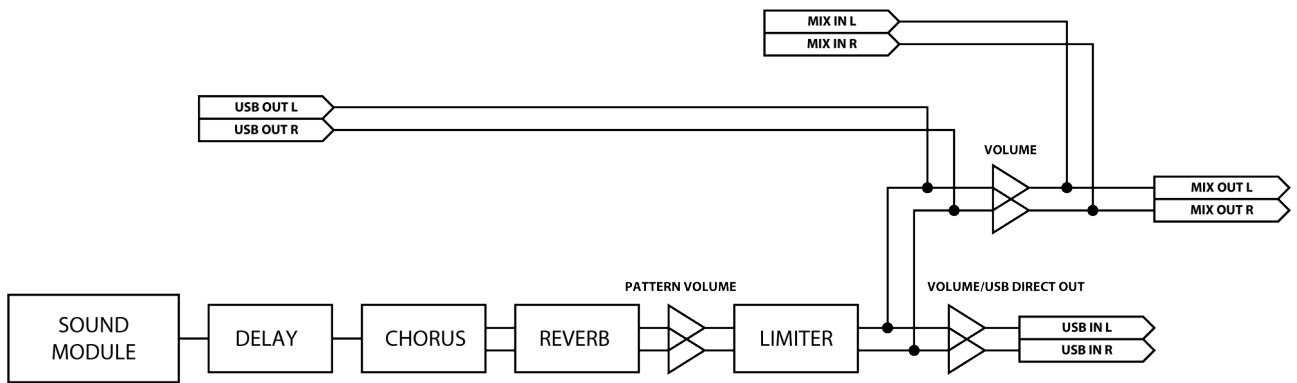 MIX IN L
MIX IN R
USB OUT L
USB OUT R
VOLUME
MIX OUT L
MIX OUT R
PATTERN VOLUME
VOLUME/USB DIRECT OUT
SOUND
MODULE
DELAY
CHORUS
REVERB
LIMITER
USB IN L
USB IN R